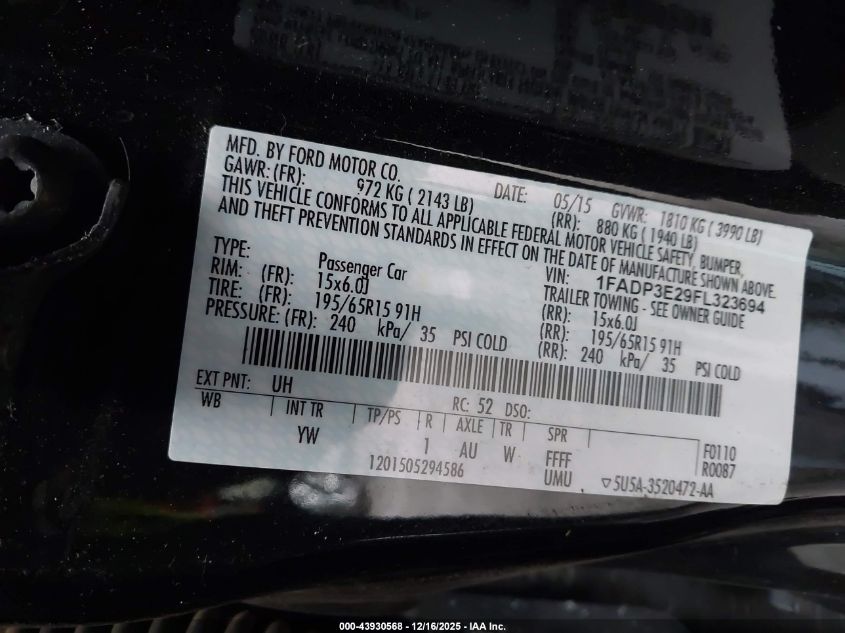 MFD. BY FORD MOTOR CO.
DATE: 05/15 GVWR: 1810 KG ( 3990 LB)
GAWR: (FR): 972 KG ( 2143 LB) (RR): 880 KG ( 1940 LB)
THIS VEHICLE CONFORMS TO ALL APPLICABLE FEDERAL MOTOR VEHICLE SAFETY, BUMPER,
AND THEFT PREVENTION STANDARDS IN EFFECT ON THE DATE OF MANUFACTURE SHOWN ABOVE.
VIN: 1FADP3E29FL323694
TYPE: Passenger Car TRAILER TOWING - SEE OWNER GUIDE
RIM: (FR): 15x6.0J (RR): 15x6.0J
TIRE: (FR): 195/65R15 91H (RR): 195/65R15 91H
PRESSURE: (FR): 240 kPa/ 35 PSI COLD (RR): 240 kPa/ 35 PSI COLD
EXT PNT: UH RC: 52 DSO:
WB INT TR TP/PS R AXLE TR SPR
YW 1 AU W FFFF F0110
1201505294586 UMU R0087
▽5U5A-3520472-AA
000-43930568 - 12/16/2025 - IAA Inc.